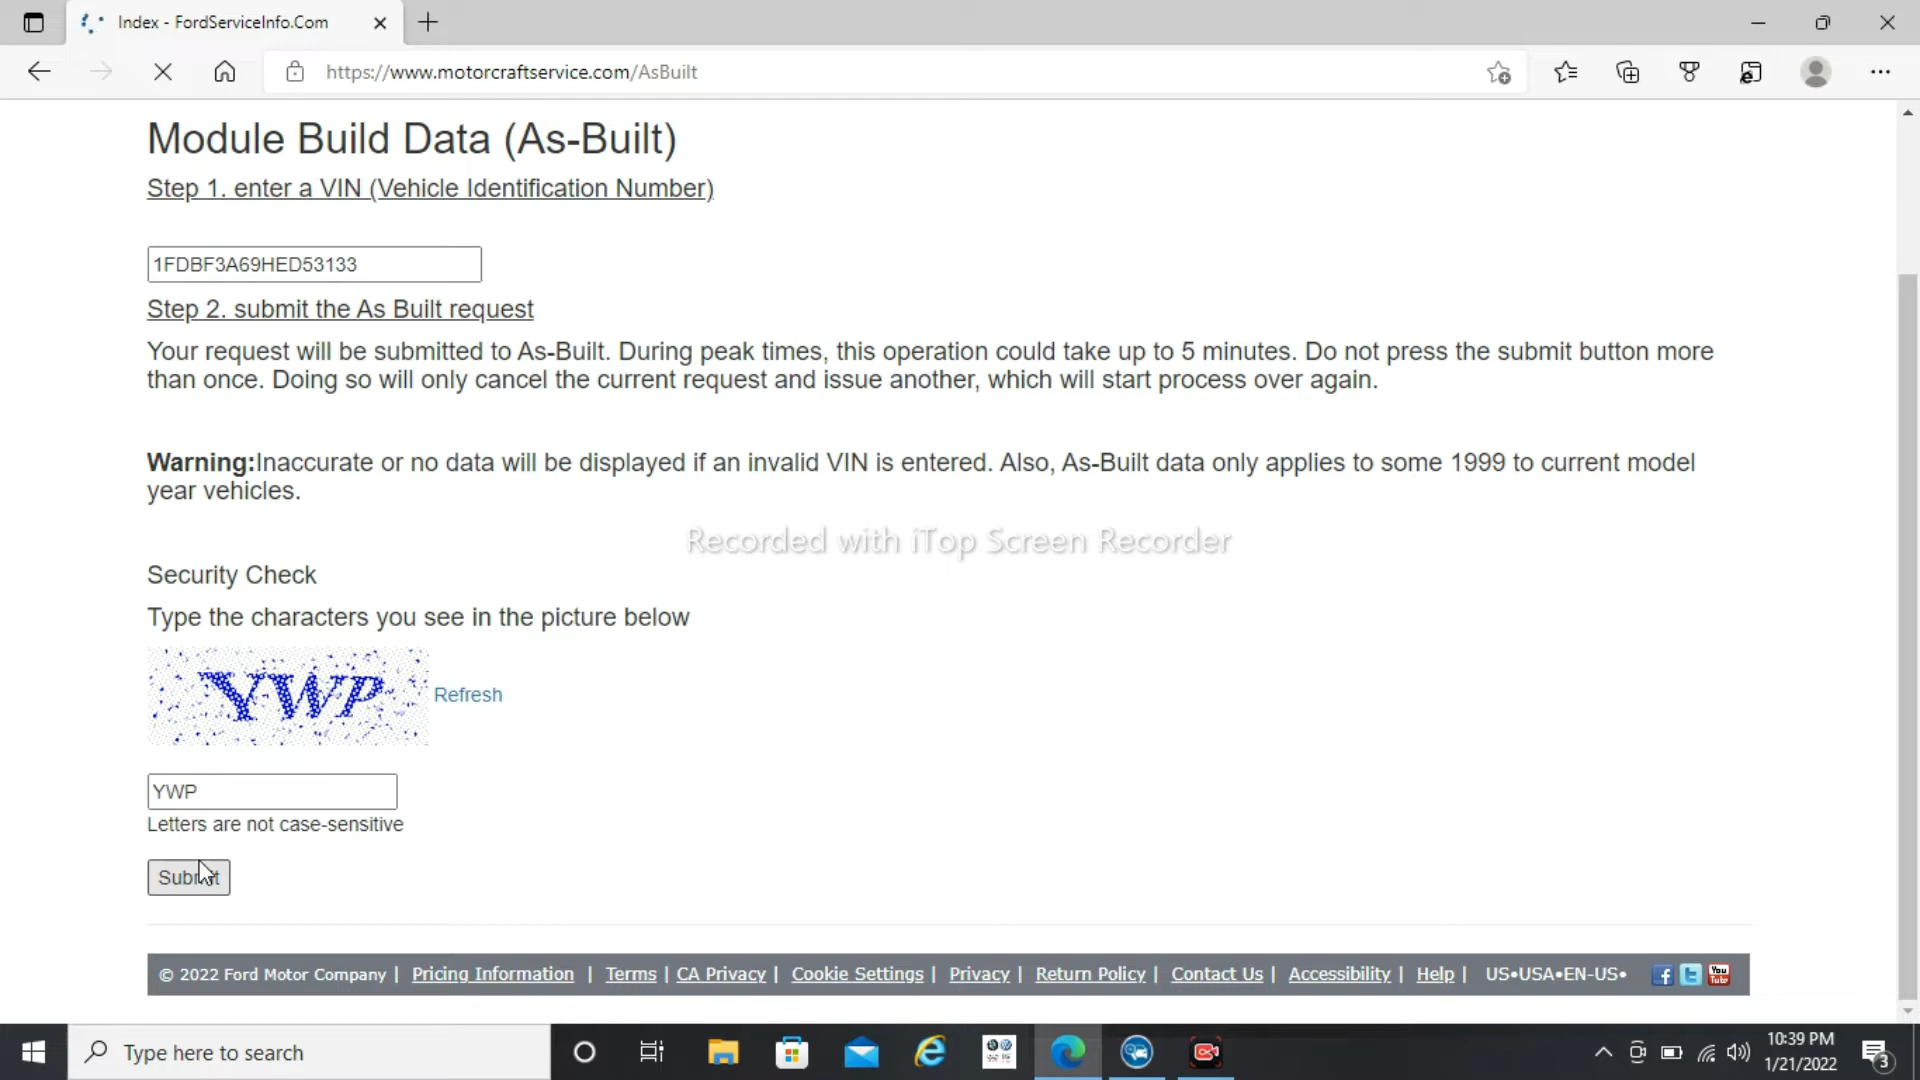 Index - FordServiceInfo.Com
https://www.motorcraftservice.com/AsBuilt
Module Build Data (As-Built)
Step 1. enter a VIN (Vehicle Identification Number)
1FDBF3A69HED53133
Step 2. submit the As Built request
Your request will be submitted to As-Built. During peak times, this operation could take up to 5 minutes. Do not press the submit button more
than once. Doing so will only cancel the current request and issue another, which will start process over again.
Warning:Inaccurate or no data will be displayed if an invalid VIN is entered. Also, As-Built data only applies to some 1999 to current model
year vehicles.
Recorded with iTop Screen Recorder
Security Check
Type the characters you see in the picture below
YWP Refresh
YWP
Letters are not case-sensitive
Submit
© 2022 Ford Motor Company | Pricing Information | Terms | CA Privacy | Cookie Settings | Privacy | Return Policy | Contact Us | Accessibility | Help | US•USA•EN-US• f t You Tube
Type here to search
10:39 PM
1/21/2022
3